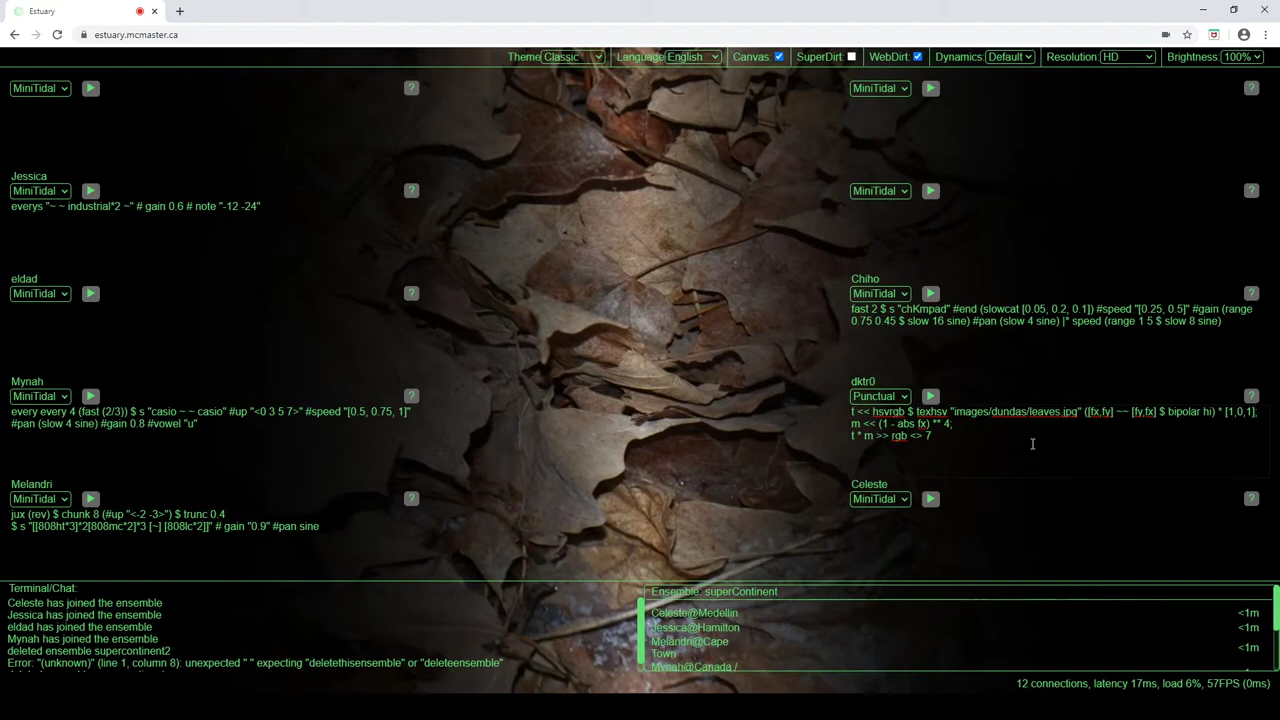 Estuary
estuary.mcmaster.ca
Theme: Classic Language English Canvas: SuperDirt: WebDirt: Dynamics: Default Resolution: HD Brightness: 100%
MiniTidal ?
MiniTidal ?
Jessica
MiniTidal ?
everys "~ ~ industrial*2 ~" # gain 0.6 # note "-12 -24"
MiniTidal ?
eldad
MiniTidal ?
Chiho
MiniTidal ?
fast 2 $ s "chKmpad" #end (slowcat [0.05, 0.2, 0.1]) #speed "[0.25, 0.5]" #gain (range
0.75 0.45 $ slow 16 sine) #pan (slow 4 sine) |* speed (range 1 5 $ slow 8 sine)
Mynah
MiniTidal ?
every every 4 (fast (2/3)) $ s "casio ~ ~ casio" #up "<0 3 5 7>" #speed "[0.5, 0.75, 1]"
#pan (slow 4 sine) #gain 0.8 #vowel "u"
dktr0
Punctual ?
t << hsvrgb $ texhsv "images/dundas/leaves.jpg" ([fx,fy] ~~ [fy,fx] $ bipolar hi) * [1,0,1];
m << (1 - abs fx) ** 4;
t * m >> rgb <> 7
Melandri
MiniTidal ?
jux (rev) $ chunk 8 (#up "<-2 -3>") $ trunc 0.4
$ s "[[808ht*3]*2[808mc*2]*3 [~] [808lc*2]]" # gain "0.9" #pan sine
Celeste
MiniTidal ?
Terminal/Chat:
Celeste has joined the ensemble
Jessica has joined the ensemble
eldad has joined the ensemble
Mynah has joined the ensemble
deleted ensemble supercontinent2
Error: "(unknown)" (line 1, column 8): unexpected " " expecting "deletethisensemble" or "deleteensemble"
Ensemble: superContinent
Celeste@Medellin <1m
Jessica@Hamilton <1m
Melandri@Cape
Town <1m
Mynah@Canada /
12 connections, latency 17ms, load 6%, 57FPS (0ms)